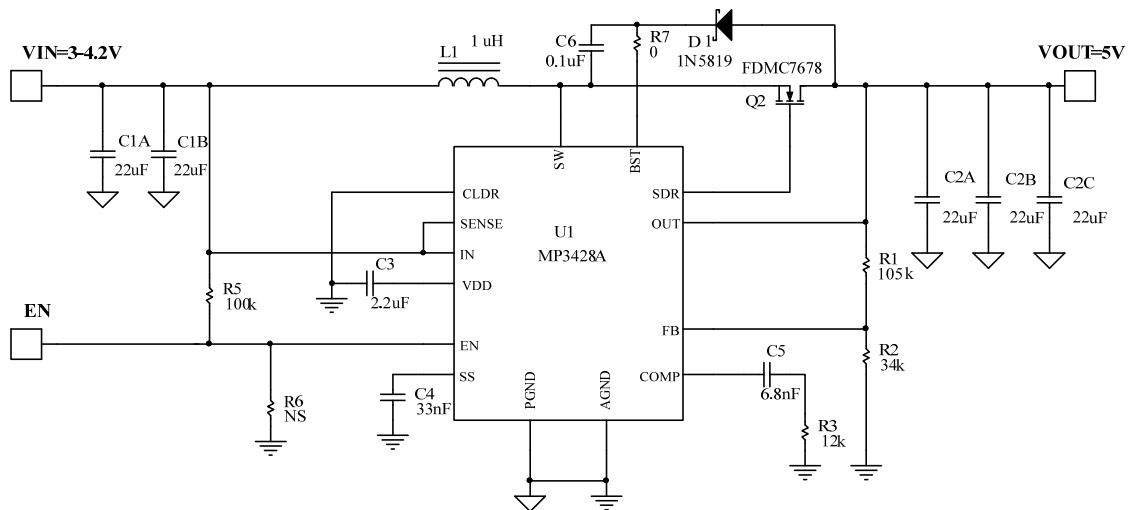 VIN=3-4.2V
L1
1 uH
C6
0.1uF
R7
0
D1
1N5819
FDMC7678
Q2
VOUT=5V
C1A
22uF
C1B
22uF
SW
BST
CLDR
SENSE
IN
VDD
EN
SS
PGND
AGND
SDR
OUT
FB
COMP
U1
MP3428A
C2A
22uF
C2B
22uF
C2C
22uF
C3
2.2uF
R5
100k
R1
105k
EN
R6
NS
C4
33nF
C5
6.8nF
R2
34k
R3
12k